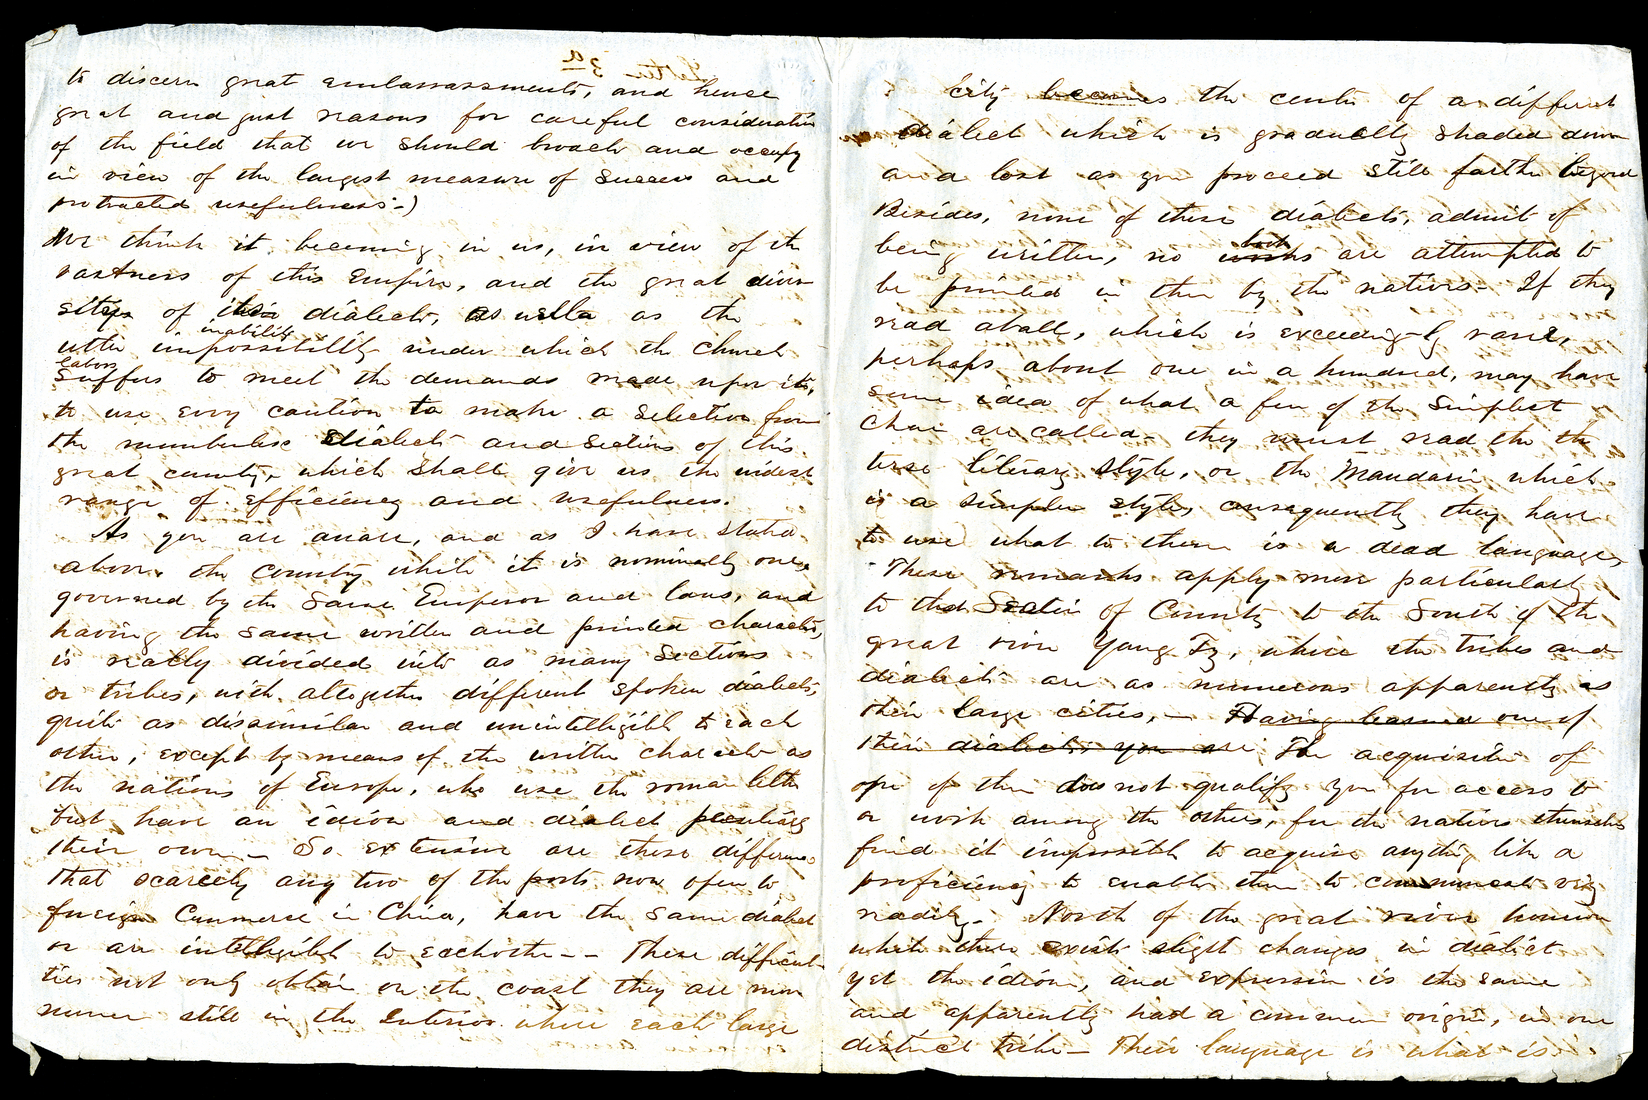 to discern great embarrassments, and hence
great and just reasons for careful consideration
of the field that we should broach and occupy
in view of the largest measure of success and
protracted usefulness.)
We think it becoming in us, in view of the
vastness of this Empire, and the great diver
sitys of its dialects, as well as the
inability
utter impossibility under which the church
labors
suffers to meet the demands made upon it,
to use every caution to make a selection from
the numberless dialects and sections of this
great country, which shall give us the widest
range of efficiency and usefulness.
As you are aware, and as I have stated
above, the country while it is nominally one,
governed by the same Emperor and laws, and
having the same written and printed character,
is really divided into as many sections
or tribes, with altogether different spoken dialects,
quite as dissimilar and unintelligible to each
other, except by means of the written character as
the nations of Europe, who use the roman letter
but have an idiom and dialect peculiarly
their own — So extensive are these differences
that scarcely any two of the ports now open to
foreign Commerce in China, have the same dialect
or are intelligible to eachother — These difficul-
ties not only obtain on the coast they are more
numer still in the interior where each large
city becomes the center of a different
dialect which is gradually shaded down
and lost as you proceed still farther beyond
Besides, none of these dialects, admit of
book
being written, no works are attempted to
be printed in them by the natives — If they
read atall, which is exceedingly rare,
perhaps about one in a hundred, may have
some idea of what a few of the simplest
char are called — they must read the the
terse literary style, or the Mandarin which
is a simpler style, consequently they have
to use what to them is a dead language,
These remarks apply more particularly
to that Section of Country to the South of the
great river Yang Tz, where the tribes and
dialects are as numerous apparently as
their large cities, — Having learned one of
their dialects you are The acquisition of
one of them does not qualify you for access to
or work among the others, for the natives themselves
find it impossible to acquire anything like a
proficiency to enable them to communicate very
readily — North of the great river however
while there exists slight changes in dialect
yet the idiom, and expression is the same
and apparently had a common origin, in one
distinct tribe — Their language is what is